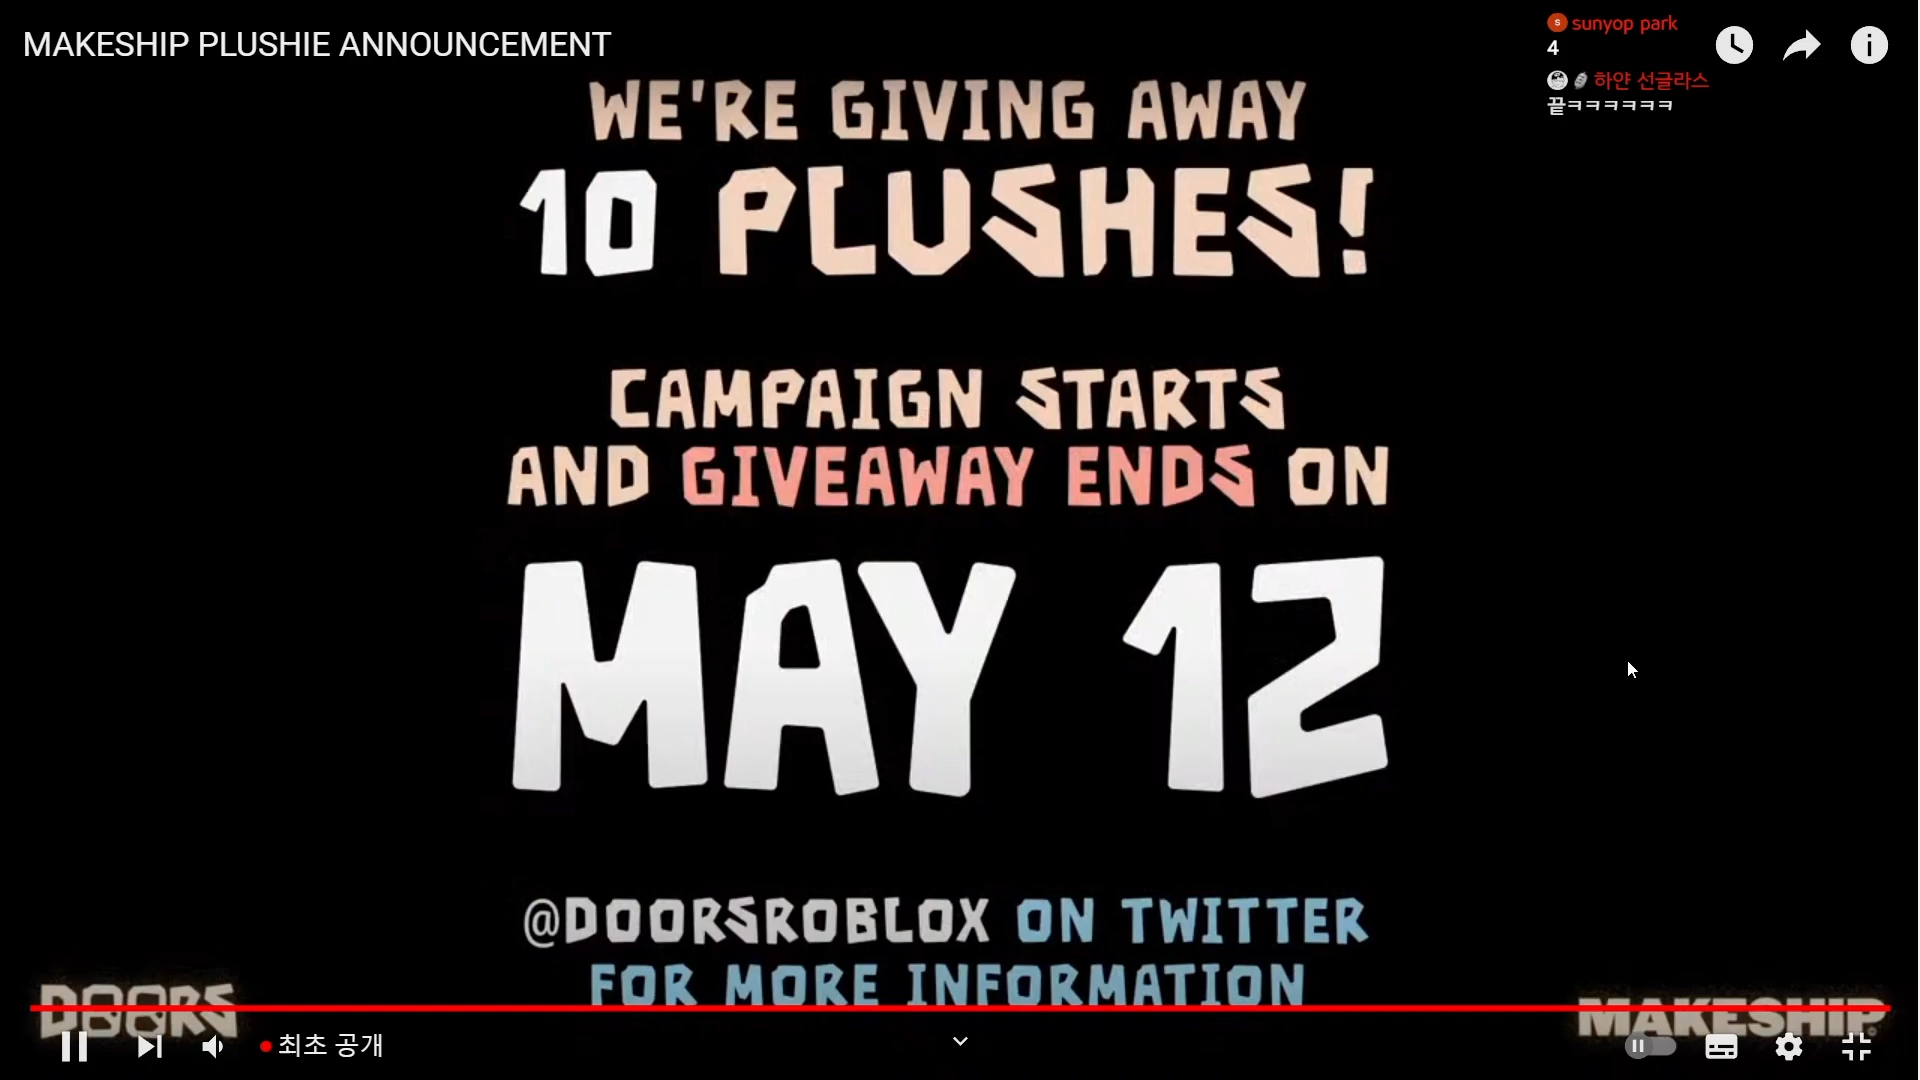 MAKESHIP PLUSHIE ANNOUNCEMENT
s sunyop park
4
하얀 선글라스
끝ㅋㅋㅋㅋㅋㅋ
WE'RE GIVING AWAY
10 PLUSHES!
CAMPAIGN STARTS
AND GIVEAWAY ENDS ON
MAY 12
@DOORSROBLOX ON TWITTER
FOR MORE INFORMATION
DOORS
MAKESHIP
최초 공개